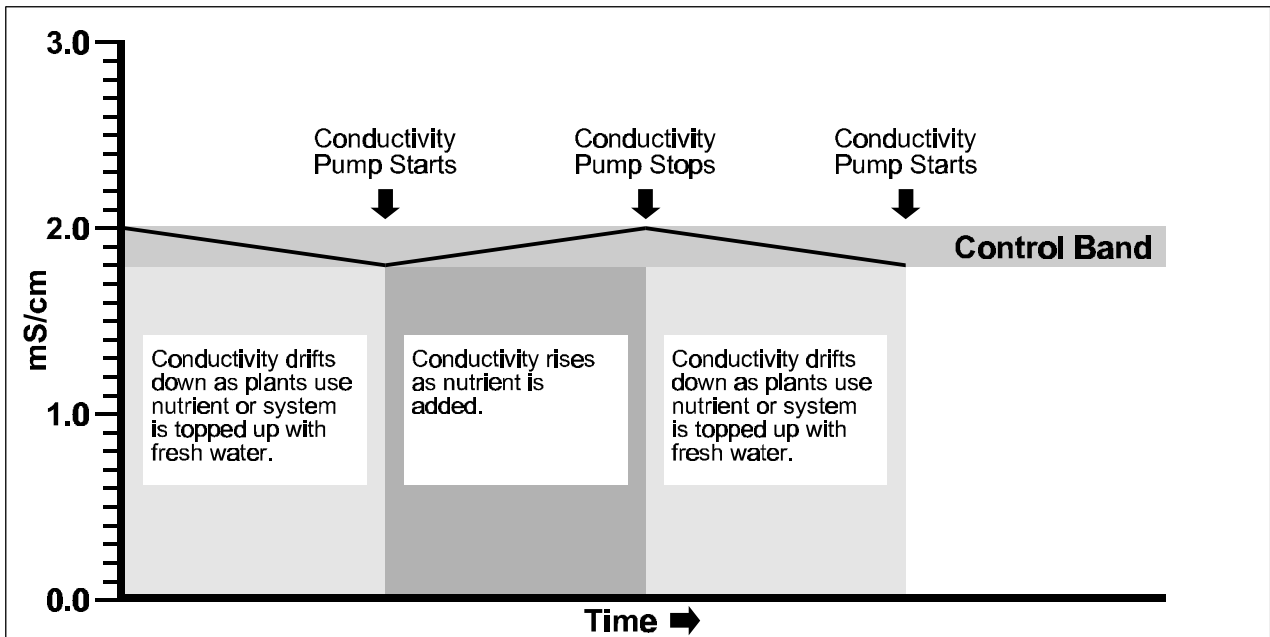 3.0
Conductivity
Pump Starts
Conductivity
Pump Stops
Conductivity
Pump Starts
2.0
Control Band
mS/cm
Conductivity drifts
down as plants use
nutrient or system
is topped up with
fresh water.
Conductivity rises
as nutrient is
added.
Conductivity drifts
down as plants use
nutrient or system
is topped up with
fresh water.
1.0
0.0
Time